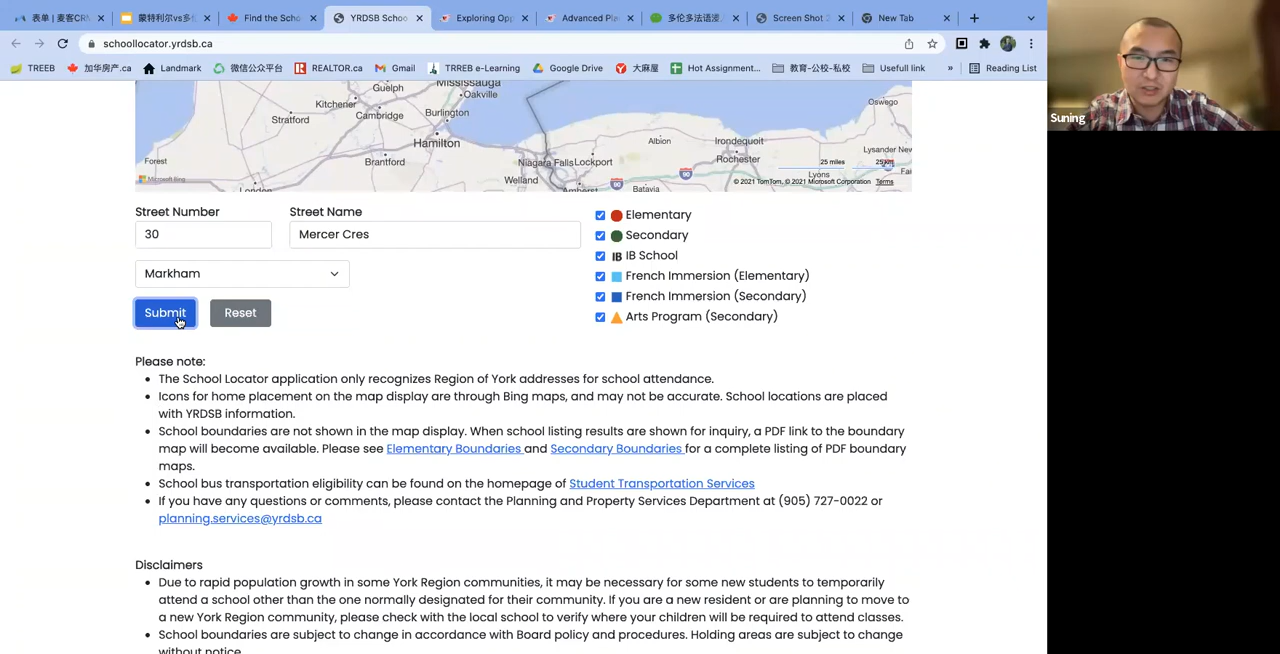 表单 | 麦客CRM
蒙特利尔vs多伦
Find the Scho
YRDSB Schoo
Exploring Opp
Advanced Pla
多伦多法语浸
Screen Shot 2
New Tab
schoollocator.yrdsb.ca
TREEB
加华房产.ca
Landmark
微信公众平台
REALTOR.ca
Gmail
TRREB e-Learning
Google Drive
大麻屋
Hot Assignment...
教育-公校-私校
Usefull link
»
Reading List
Suning
Guelph
Mississauga
Oakville
Kitchener
Stratford
Cambridge
Burlington
Hamilton
Oswego
Forest
Brantford
Niagara Falls
Lockport
Albion
Irondequoit
Rochester
Lysander New
Welland
Amherst
Batavia
Lyons
London
25 miles
25 km
Microsoft Bing
© 2021 TomTom, © 2021 Microsoft Corporation Terms
Street Number
Street Name
30
Mercer Cres
Markham
Submit
Reset
Elementary
Secondary
IB IB School
French Immersion (Elementary)
French Immersion (Secondary)
Arts Program (Secondary)
Please note:
• The School Locator application only recognizes Region of York addresses for school attendance.
• Icons for home placement on the map display are through Bing maps, and may not be accurate. School locations are placed
with YRDSB information.
• School boundaries are not shown in the map display. When school listing results are shown for inquiry, a PDF link to the boundary
map will become available. Please see Elementary Boundaries and Secondary Boundaries for a complete listing of PDF boundary
maps.
• School bus transportation eligibility can be found on the homepage of Student Transportation Services
• If you have any questions or comments, please contact the Planning and Property Services Department at (905) 727-0022 or
planning.services@yrdsb.ca
Disclaimers
• Due to rapid population growth in some York Region communities, it may be necessary for some new students to temporarily
attend a school other than the one normally designated for their community. If you are a new resident or are planning to move to
a new York Region community, please check with the local school to verify where your children will be required to attend classes.
• School boundaries are subject to change in accordance with Board policy and procedures. Holding areas are subject to change
without notice.